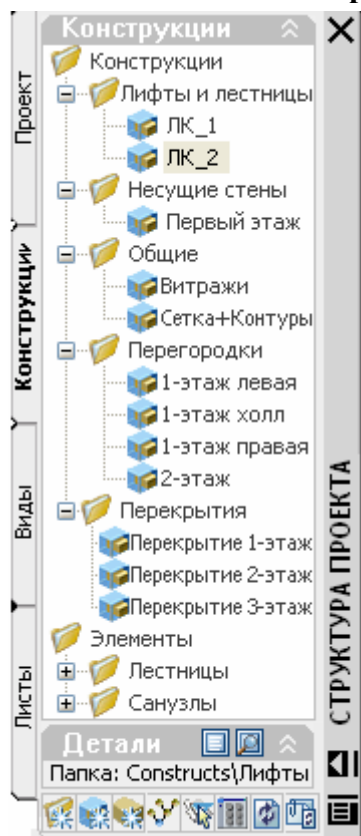 Конструкции
Конструкции
Лифты и лестницы
ЛК_1
ЛК_2
Несущие стены
Первый этаж
Общие
Витражи
Сетка+Контуры
Перегородки
1-этаж левая
1-этаж холл
1-этаж правая
2-этаж
Перекрытия
Перекрытие 1-этаж
Перекрытие 2-этаж
Перекрытие 3-этаж
Элементы
Лестницы
Санузлы
Детали
Папка: Constructs\Лифты
Проект
Конструкции
Виды
Листы
СТРУКТУРА ПРОЕКТА